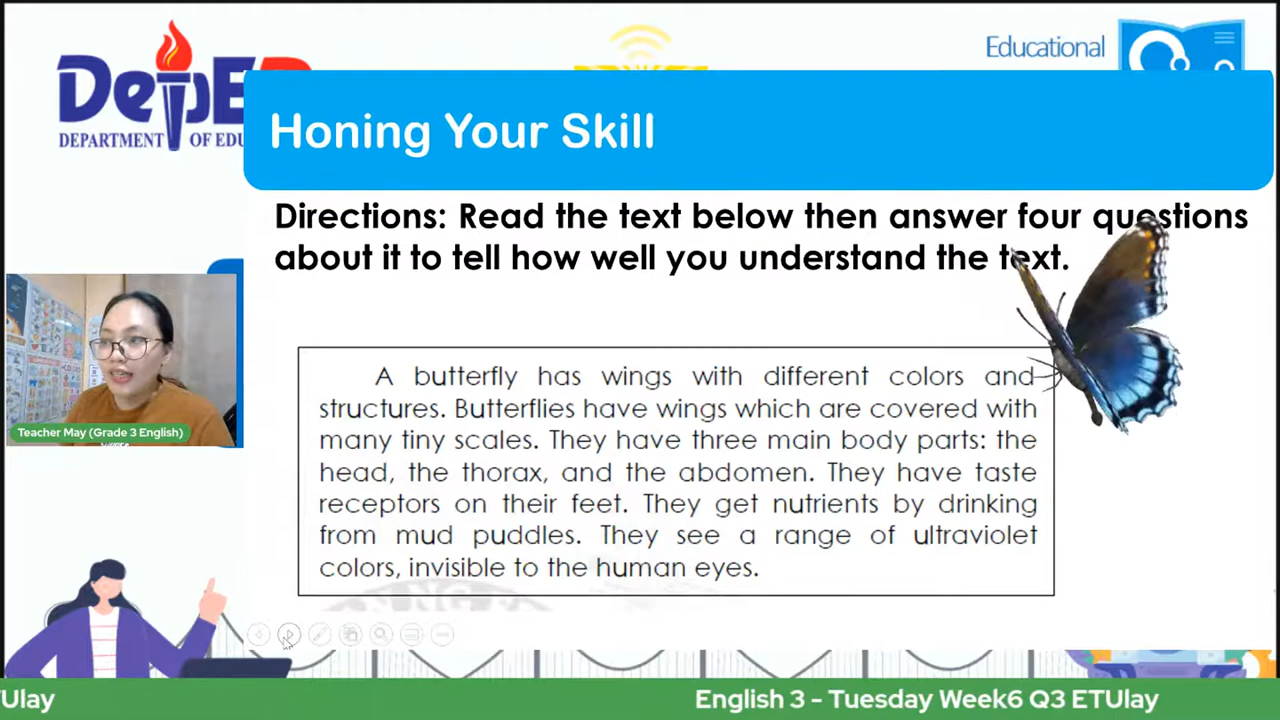 DepED
DEPARTMENT OF EDU
Educational
Honing Your Skill
Directions: Read the text below then answer four questions
about it to tell how well you understand the text.
A butterfly has wings with different colors and
structures. Butterflies have wings which are covered with
many tiny scales. They have three main body parts: the
head, the thorax, and the abdomen. They have taste
receptors on their feet. They get nutrients by drinking
from mud puddles. They see a range of ultraviolet
colors, invisible to the human eyes.
Teacher May (Grade 3 English)
TUlay
English 3 - Tuesday Week6 Q3 ETUlay